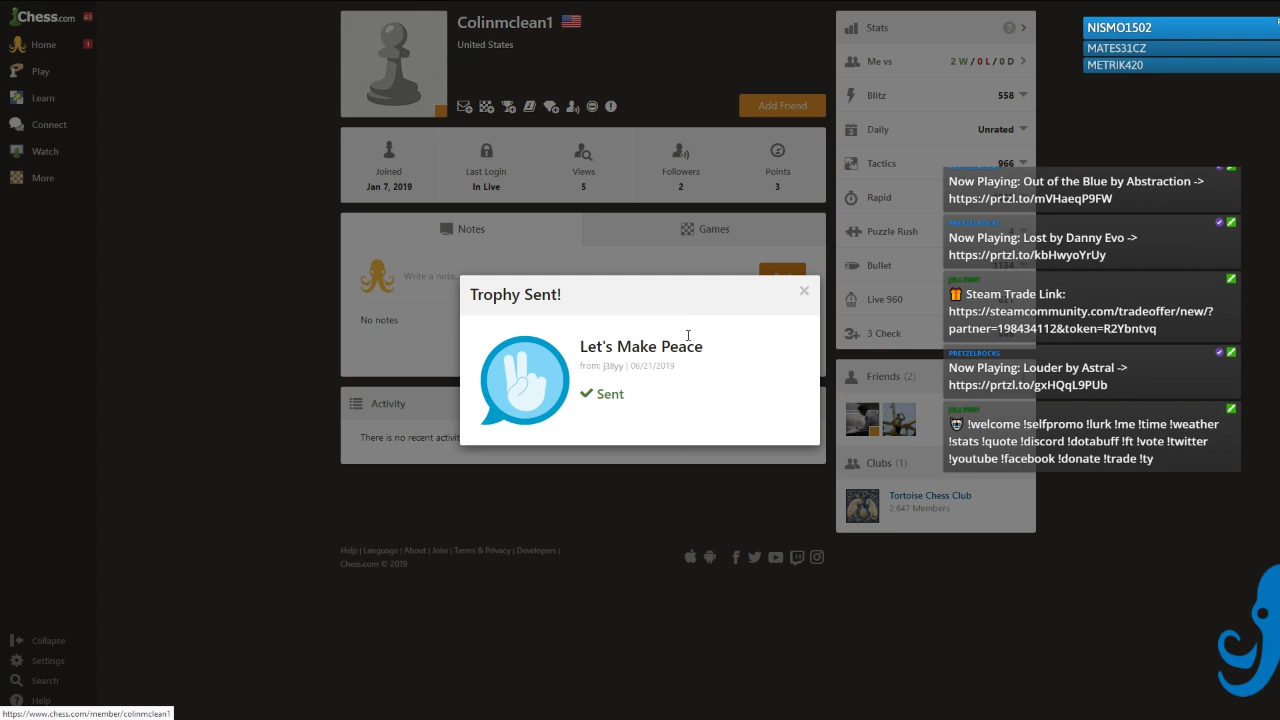 Chess.com 43
Home 1
Play
Learn
Connect
Watch
More
Collapse
Settings
Search
Help
https://www.chess.com/member/colinmclean1
Colinmclean1
United States
Add Friend
Joined
Jan 7, 2019
Last Login
In Live
Views
5
Followers
2
Points
3
Notes
Games
Write a note...
No notes
Activity
There is no recent activit
Trophy Sent!
Let's Make Peace
from: j3llyy | 06/21/2019
Sent
Help | Language | About | Jobs | Terms & Privacy | Developers |
Chess.com © 2019
Stats
Me vs 2 W / 0 L / 0 D
Blitz 558
Daily Unrated
Tactics 966
Rapid
Puzzle Rush
Bullet 1134
Live 960
3 Check
Friends (2)
Clubs (1)
Tortoise Chess Club
2,647 Members
NISMO1502
MATES31CZ
METRIK420
Now Playing: Out of the Blue by Abstraction ->
https://prtzl.to/mVHaeqP9FW
PRETZELROCKS
Now Playing: Lost by Danny Evo ->
https://prtzl.to/kbHwyoYrUy
Steam Trade Link:
https://steamcommunity.com/tradeoffer/new/?
partner=198434112&token=R2Ybntvq
PRETZELROCKS
Now Playing: Louder by Astral ->
https://prtzl.to/gxHQqL9PUb
!welcome !selfpromo !lurk !me !time !weather
!stats !quote !discord !dotabuff !ft !vote !twitter
!youtube !facebook !donate !trade !ty